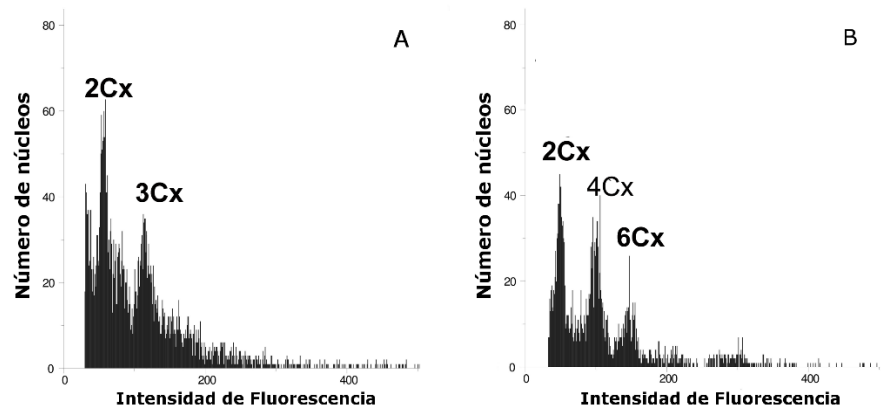 A
80
60
40
20
0
Número de núcleos
2Cx
3Cx
0
200
400
Intensidad de Fluorescencia
B
80
60
40
20
0
Número de núcleos
2Cx
4Cx
6Cx
0
200
400
Intensidad de Fluorescencia